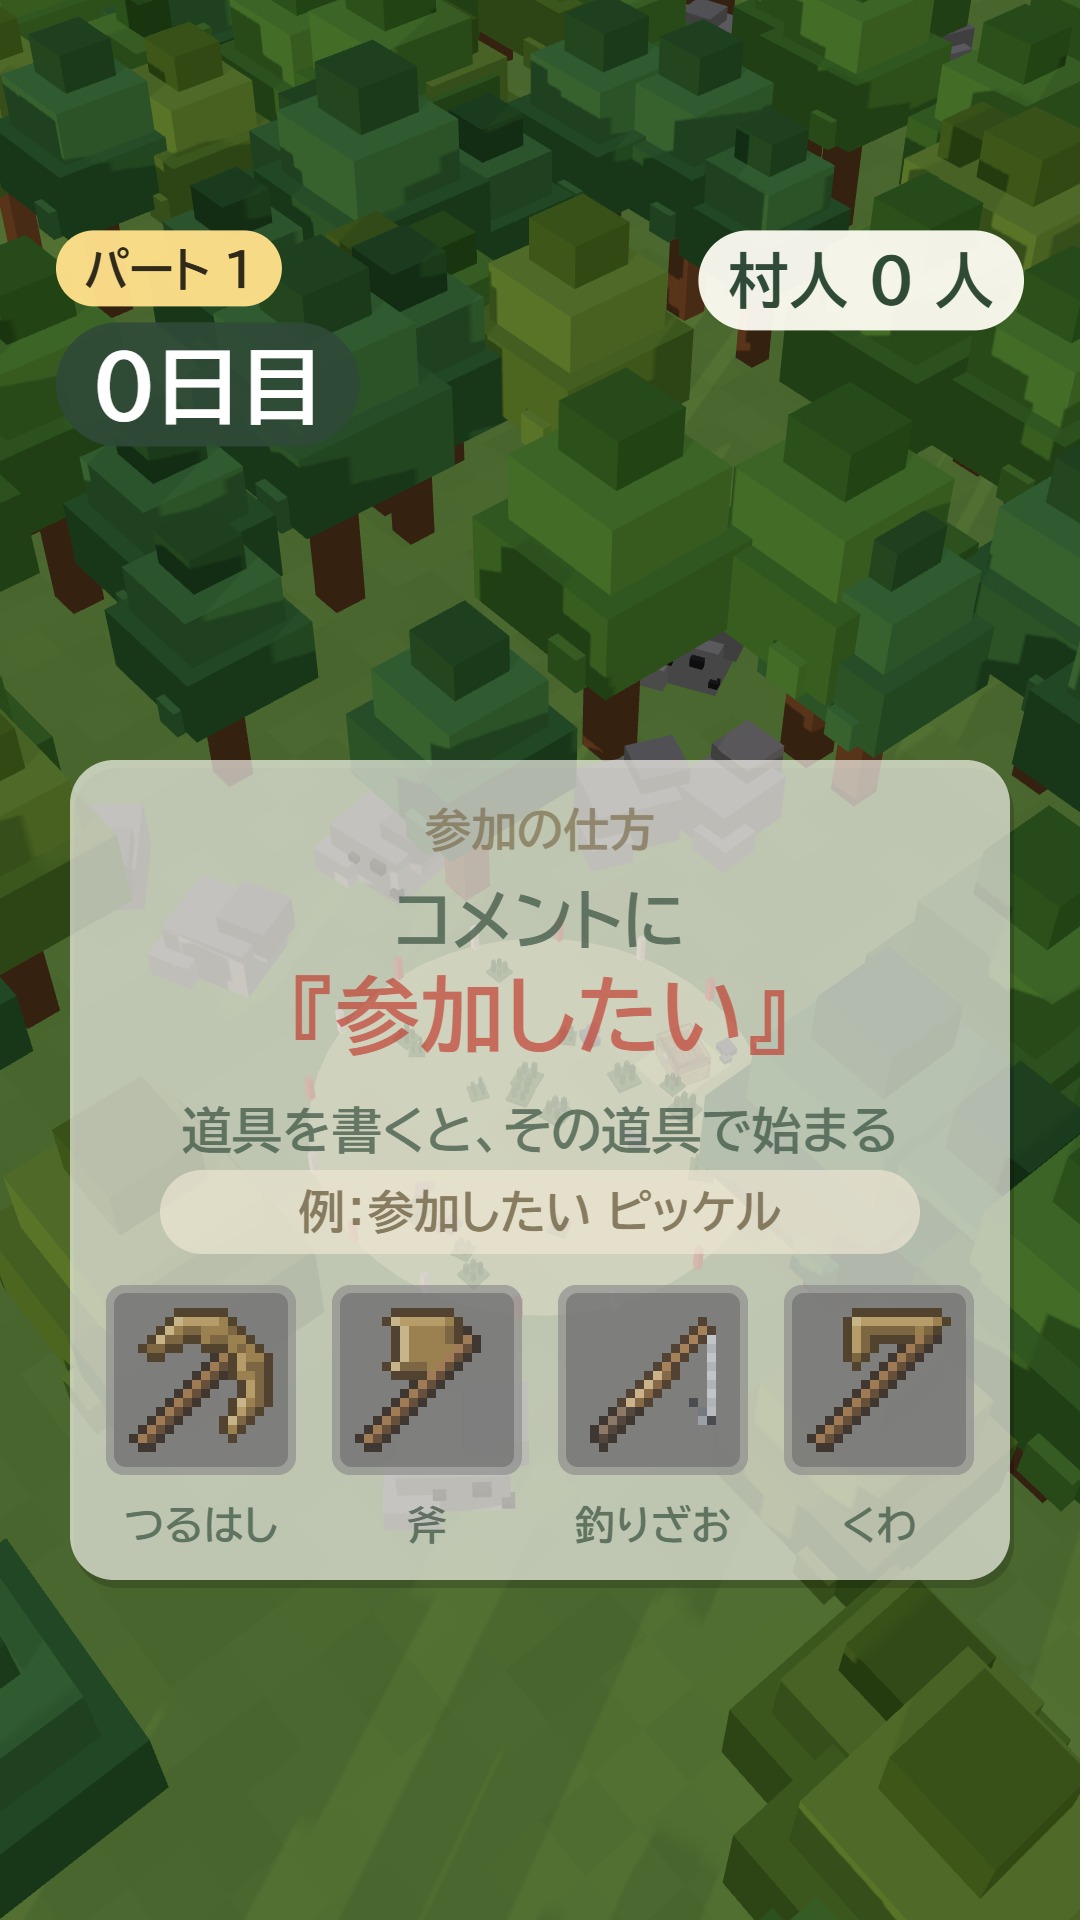 パート 1
村人 0 人
0日目
参加の仕方
コメントに
『参加したい』
道具を書くと、その道具で始まる
例：参加したい ピッケル
つるはし
斧
釣りざお
くわ